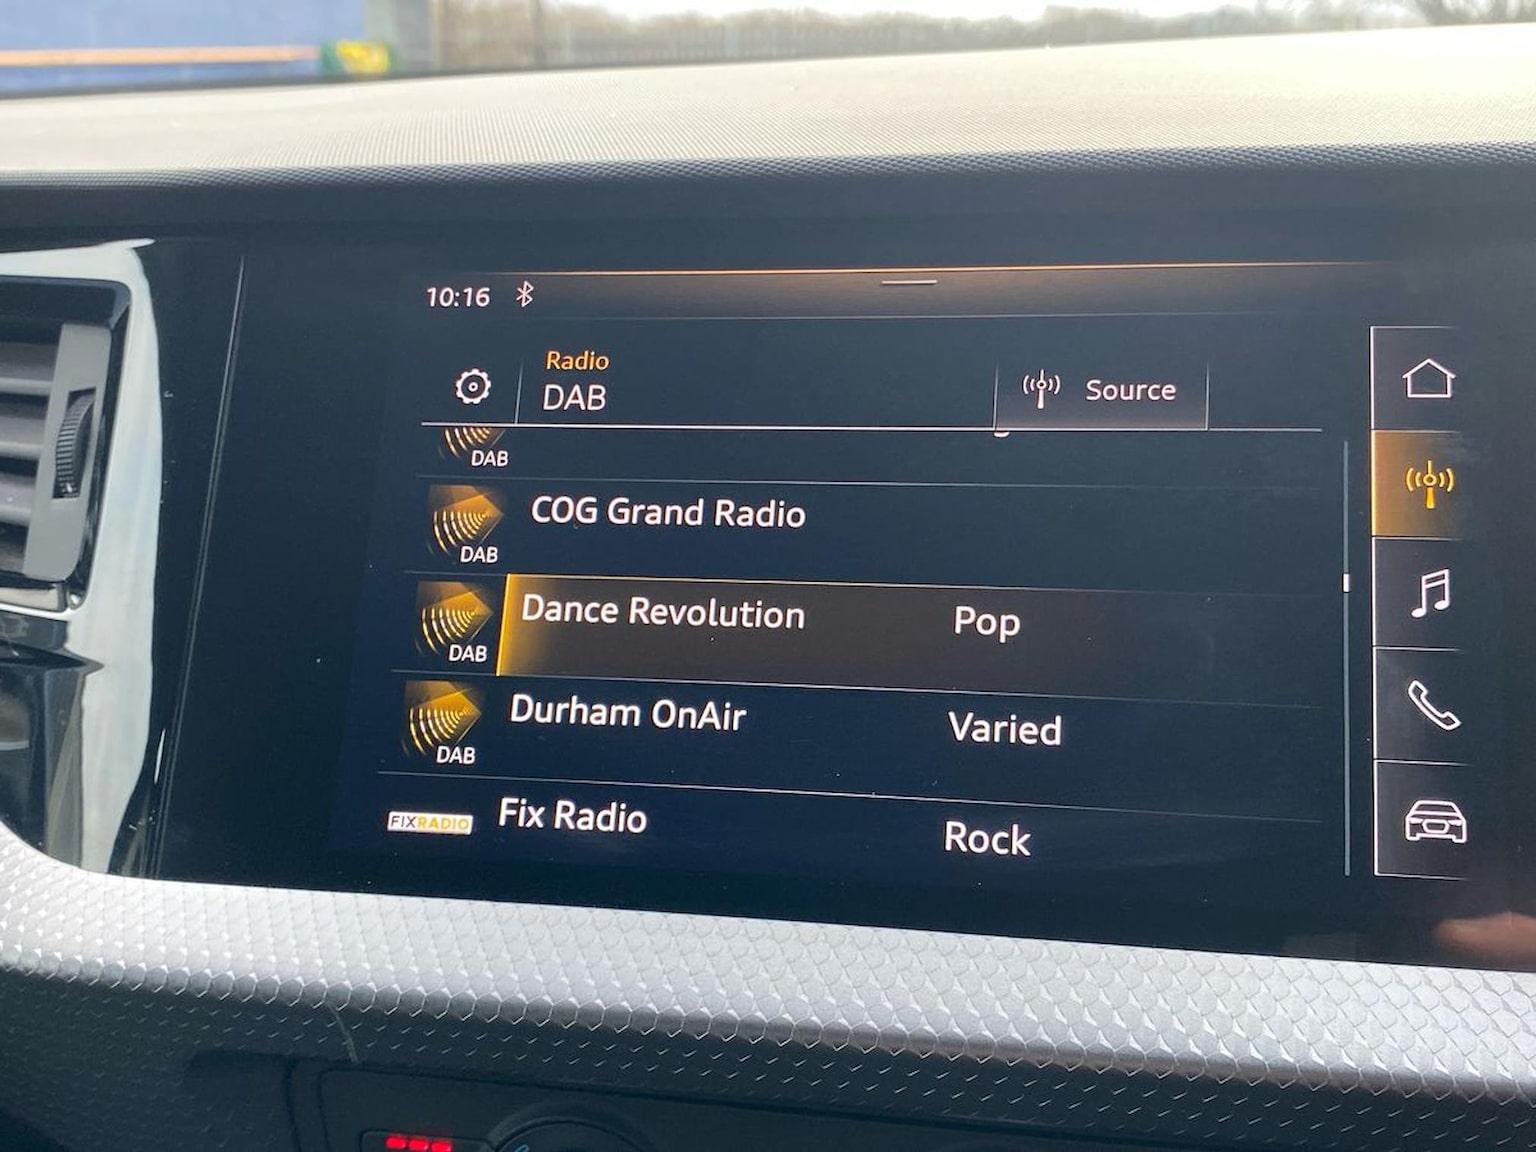 10:16
Radio
DAB
Source
DAB
COG Grand Radio
DAB
Dance Revolution Pop
DAB
Durham OnAir Varied
DAB
FIXRADIO Fix Radio Rock